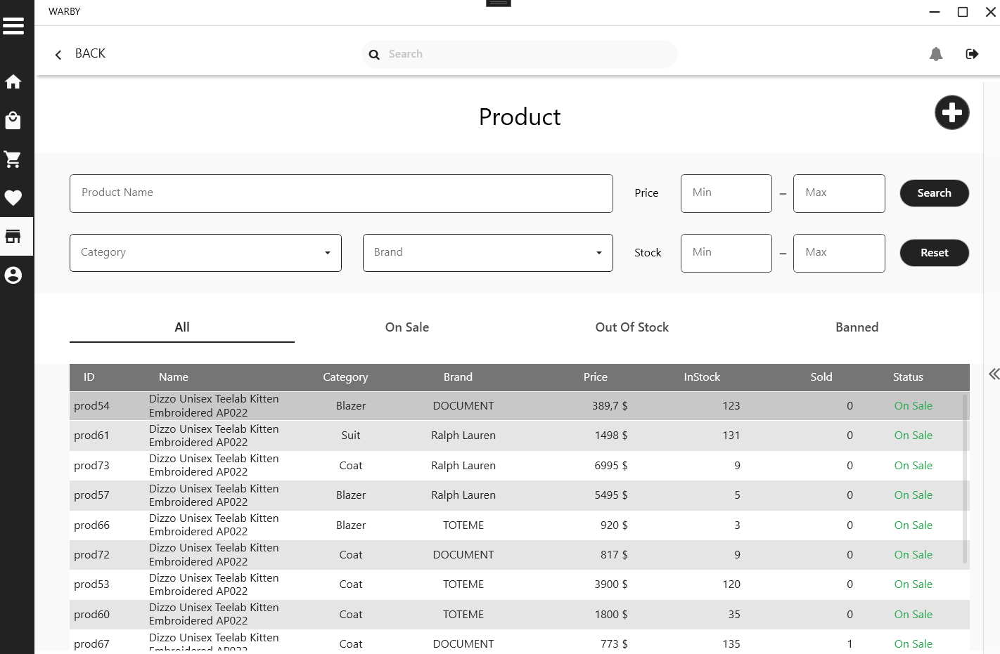 WARBY
BACK
Search
Product
Product Name
Price
Min
–
Max
Search
Category
Brand
Stock
Min
–
Max
Reset
All
On Sale
Out Of Stock
Banned
ID Name Category Brand Price InStock Sold Status
prod54 Dizzo Unisex Teelab Kitten
Embroidered AP022 Blazer DOCUMENT 389,7 $ 123 0 On Sale
prod61 Dizzo Unisex Teelab Kitten
Embroidered AP022 Suit Ralph Lauren 1498 $ 131 0 On Sale
prod73 Dizzo Unisex Teelab Kitten
Embroidered AP022 Coat Ralph Lauren 6995 $ 9 0 On Sale
prod57 Dizzo Unisex Teelab Kitten
Embroidered AP022 Blazer Ralph Lauren 5495 $ 5 0 On Sale
prod66 Dizzo Unisex Teelab Kitten
Embroidered AP022 Blazer TOTEME 920 $ 3 0 On Sale
prod72 Dizzo Unisex Teelab Kitten
Embroidered AP022 Coat DOCUMENT 817 $ 9 0 On Sale
prod53 Dizzo Unisex Teelab Kitten
Embroidered AP022 Coat TOTEME 3900 $ 120 0 On Sale
prod60 Dizzo Unisex Teelab Kitten
Embroidered AP022 Coat TOTEME 1800 $ 35 0 On Sale
prod67 Dizzo Unisex Teelab Kitten
Embroidered AP022 Coat DOCUMENT 773 $ 135 1 On Sale